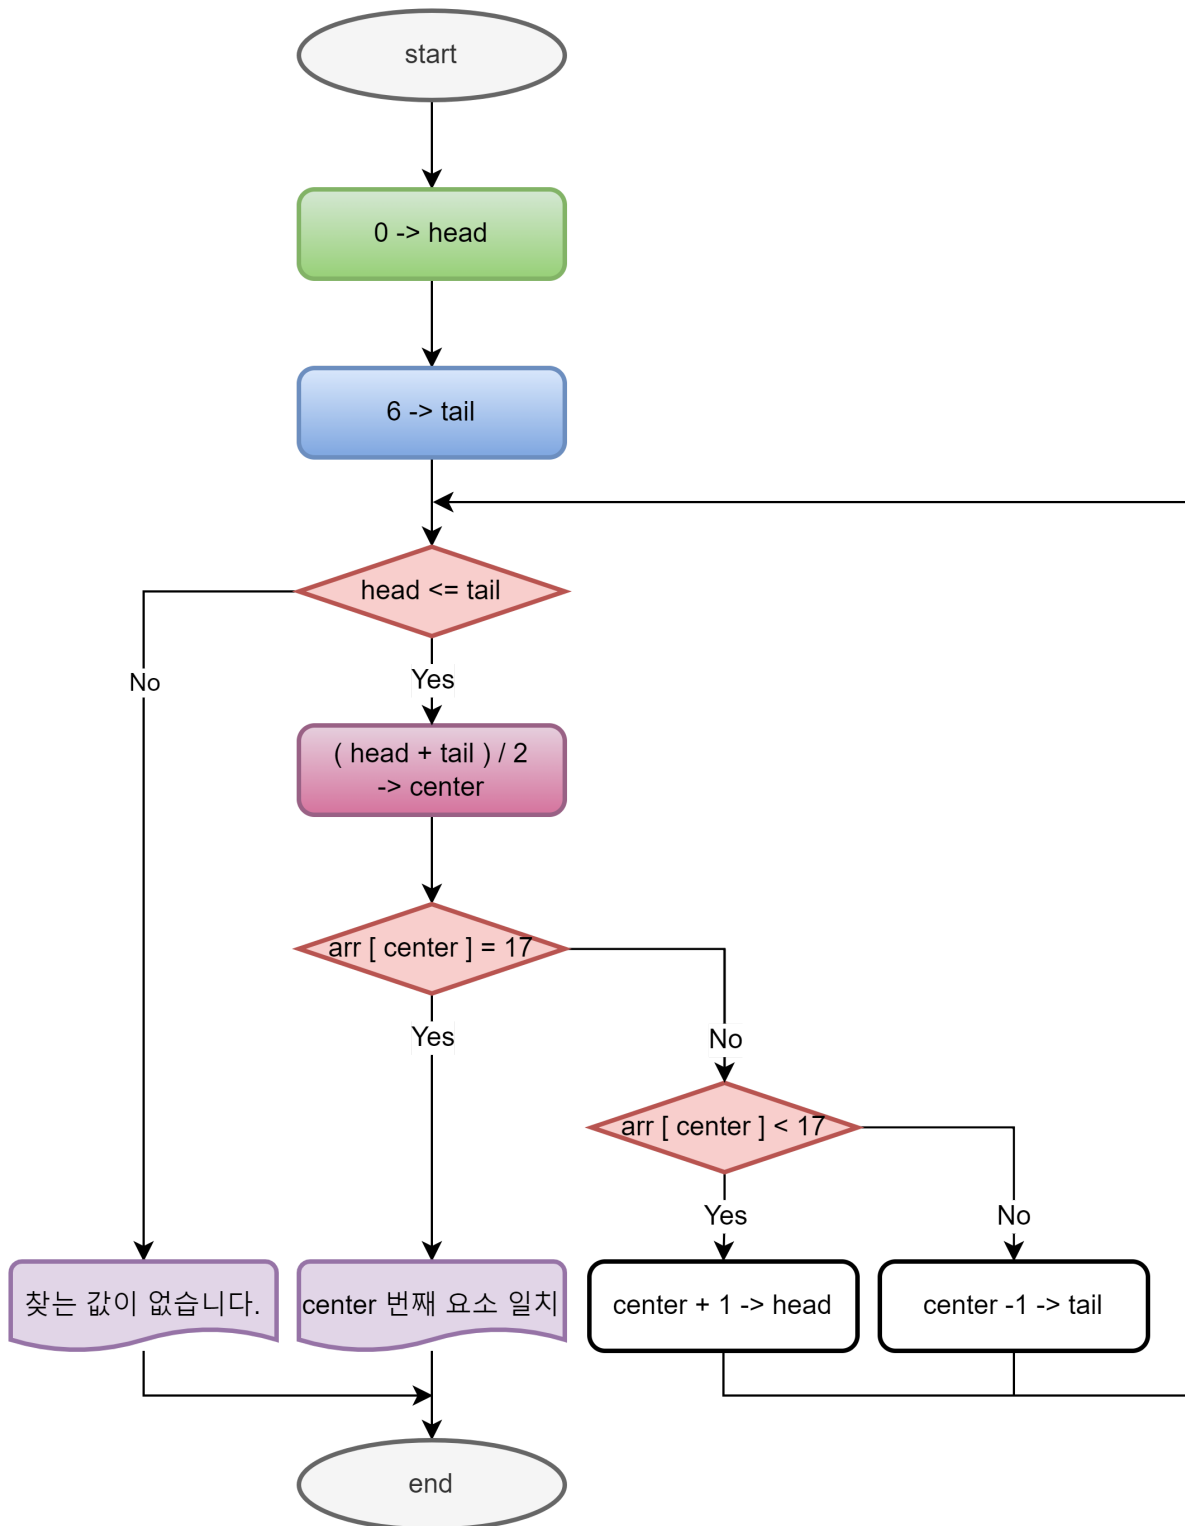 start
0 -> head
6 -> tail
head <= tail
No
Yes
( head + tail ) / 2
-> center
arr [ center ] = 17
Yes
No
arr [ center ] < 17
Yes
No
찾는 값이 없습니다.
center 번째 요소 일치
center + 1 -> head
center -1 -> tail
end